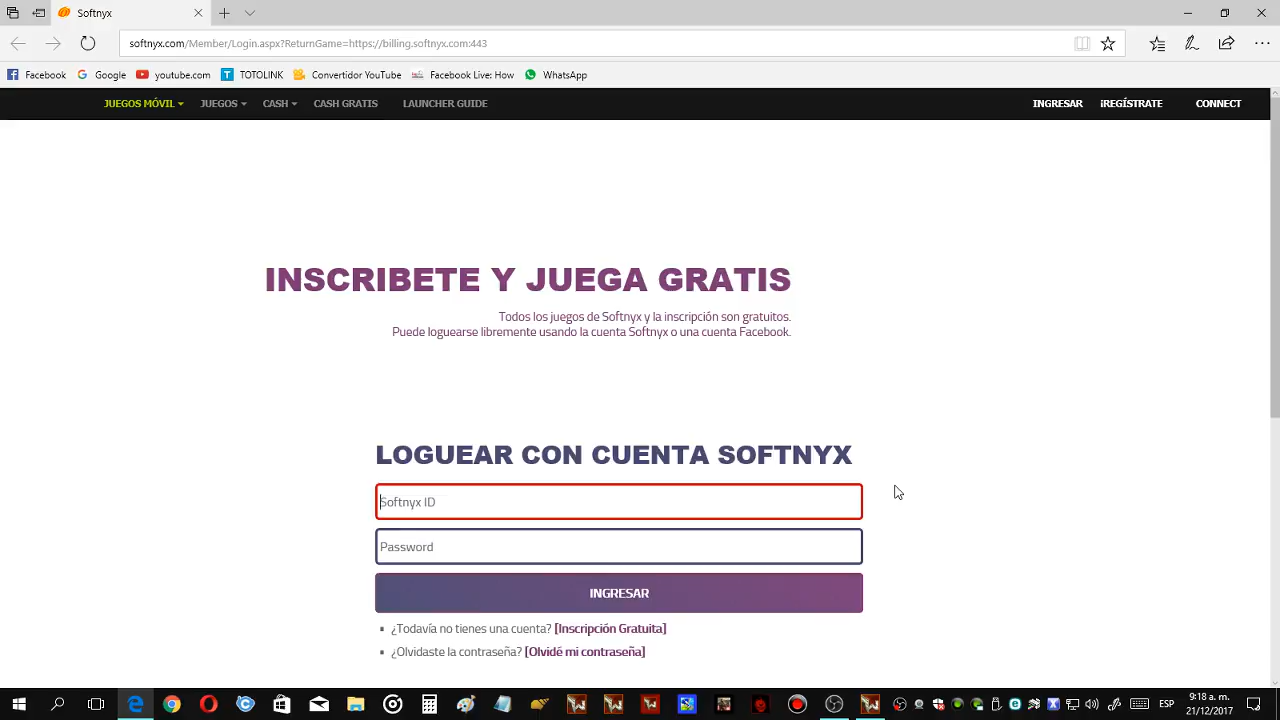 softnyx.com/Member/Login.aspx?ReturnGame=https://billing.softnyx.com:443
Facebook Google youtube.com TOTOLINK Convertidor YouTub Facebook Live: How WhatsApp
JUEGOS MÓVIL JUEGOS CASH CASH GRATIS LAUNCHER GUIDE INGRESAR ¡REGÍSTRATE CONNECT
INSCRIBETE Y JUEGA GRATIS
Todos los juegos de Softnyx y la inscripción son gratuitos.
Puede loguearse libremente usando la cuenta Softnyx o una cuenta Facebook.
LOGUEAR CON CUENTA SOFTNYX
Softnyx ID
Password
INGRESAR
¿Todavía no tienes una cuenta? [Inscripción Gratuita]
¿Olvidaste la contraseña? [Olvidé mi contraseña]
ESP
9:18 a.m.
21/12/2017